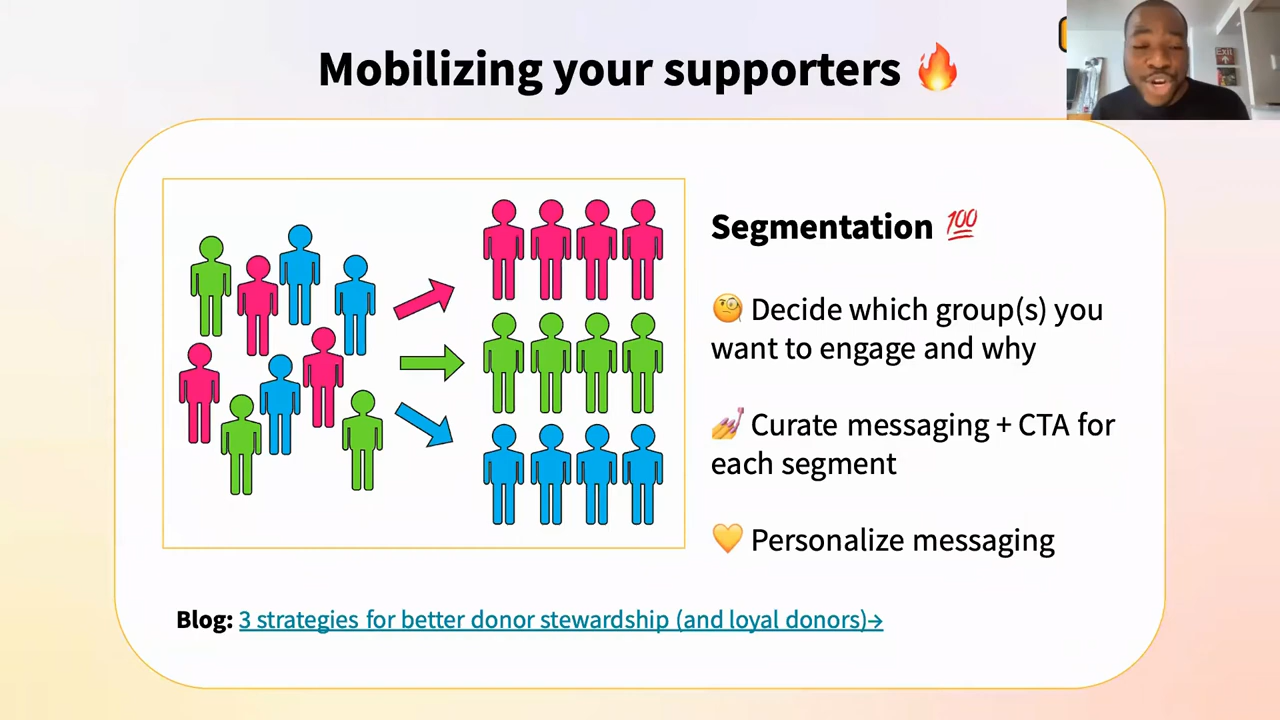 Mobilizing your supporters 🔥
Segmentation 💯
🧐 Decide which group(s) you
want to engage and why
💅 Curate messaging + CTA for
each segment
💛 Personalize messaging
Blog: 3 strategies for better donor stewardship (and loyal donors)→
Exit